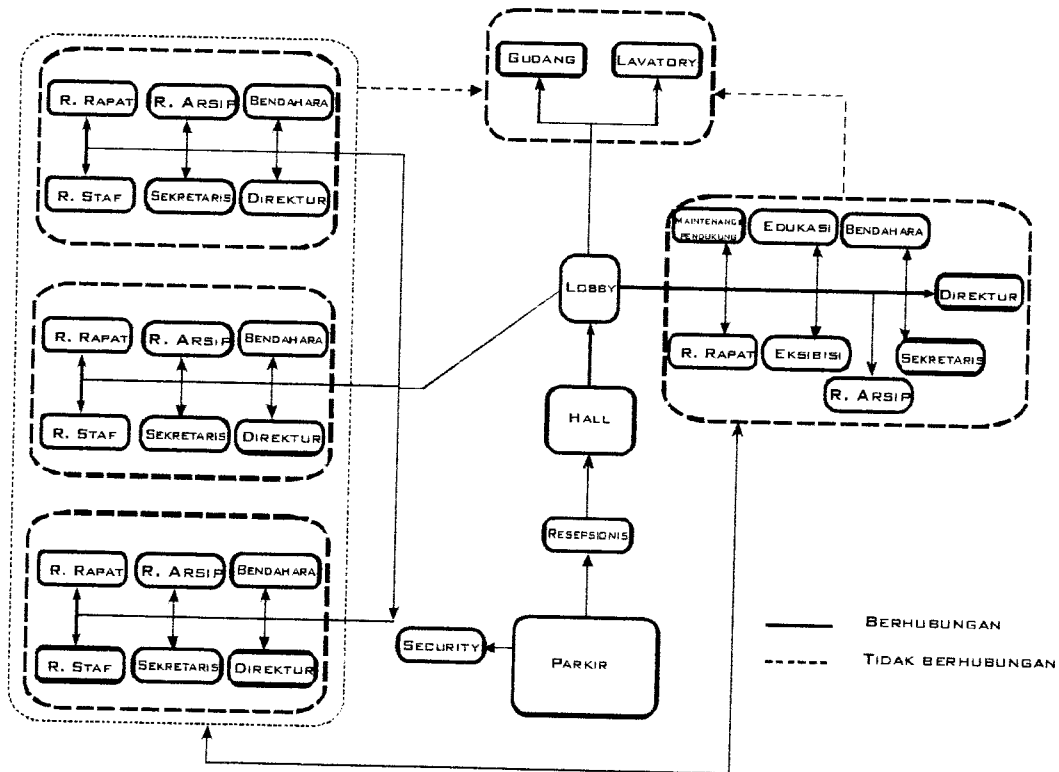 GUDANG
LAVATORY
R. RAPAT
R. ARSIP
BENDAHARA
R. STAF
SEKRETARIS
DIREKTUR
R. RAPAT
R. ARSIP
BENDAHARA
R. STAF
SEKRETARIS
DIREKTUR
R. RAPAT
R. ARSIP
BENDAHARA
R. STAF
SEKRETARIS
DIREKTUR
LOBBY
HALL
RESEPSIONIS
SECURITY
PARKIR
MAINTENANCE
PENDUKUNG
EDUKASI
BENDAHARA
DIREKTUR
R. RAPAT
EKSIBISI
SEKRETARIS
R. ARSIP
BERHUBUNGAN
TIDAK BERHUBUNGAN